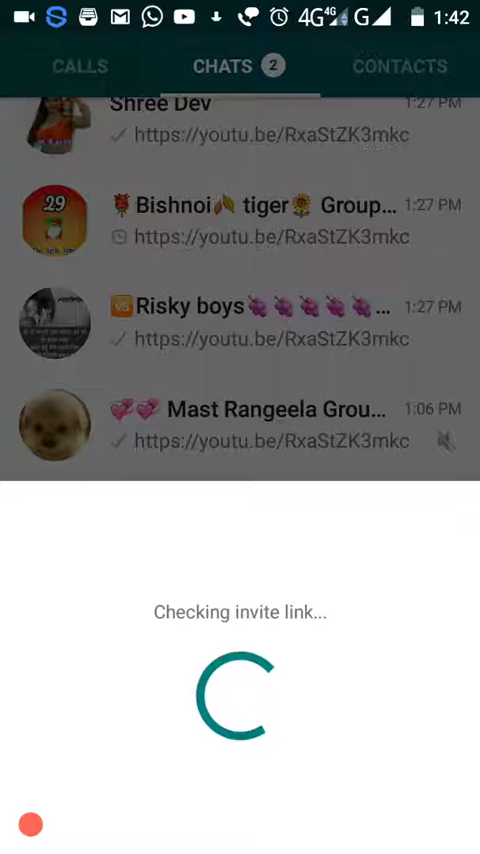 4G 4G G 1:42
CALLS CHATS 2 CONTACTS
Shree Dev 1:27 PM
https://youtu.be/RxaStZK3mkc
29
🌹Bishnoi🍂 tiger🌻 Group... 1:27 PM
https://youtu.be/RxaStZK3mkc
🆚Risky boys🍇🍇🍇🍇🍇... 1:27 PM
https://youtu.be/RxaStZK3mkc
💞💞 Mast Rangeela Grou... 1:06 PM
https://youtu.be/RxaStZK3mkc
Checking invite link...